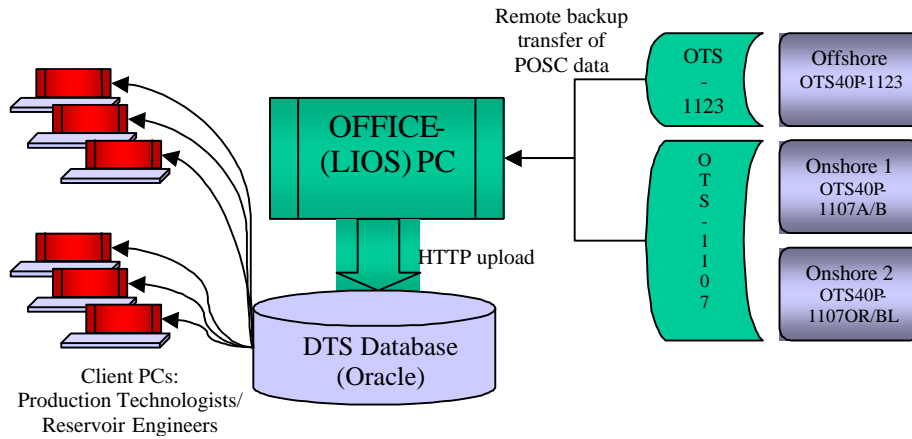 Remote backup
transfer of
POSC data
OTS
-
1123
Offshore
OTS40P-1123
OFFICE-
(LIOS) PC
O
T
S
-
1
1
0
7
Onshore 1
OTS40P-
1107A/B
Onshore 2
OTS40P-
1107OR/BL
HTTP upload
DTS Database
(Oracle)
Client PCs:
Production Technologists/
Reservoir Engineers